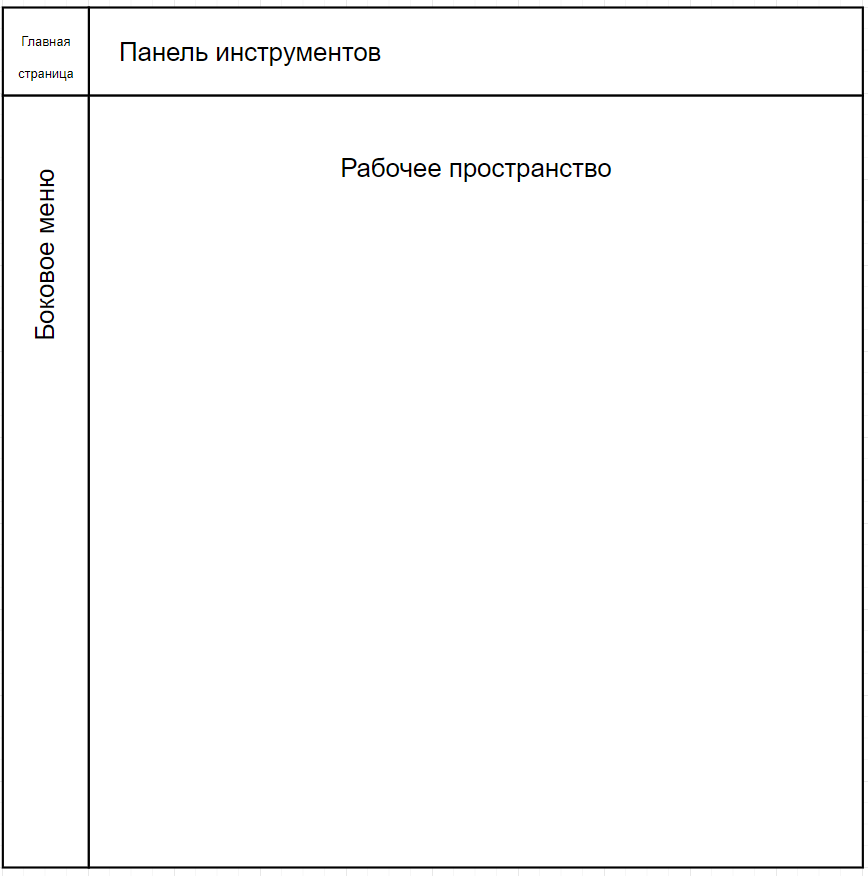 Главная
страница
Панель инструментов
Рабочее пространство
Боковое меню